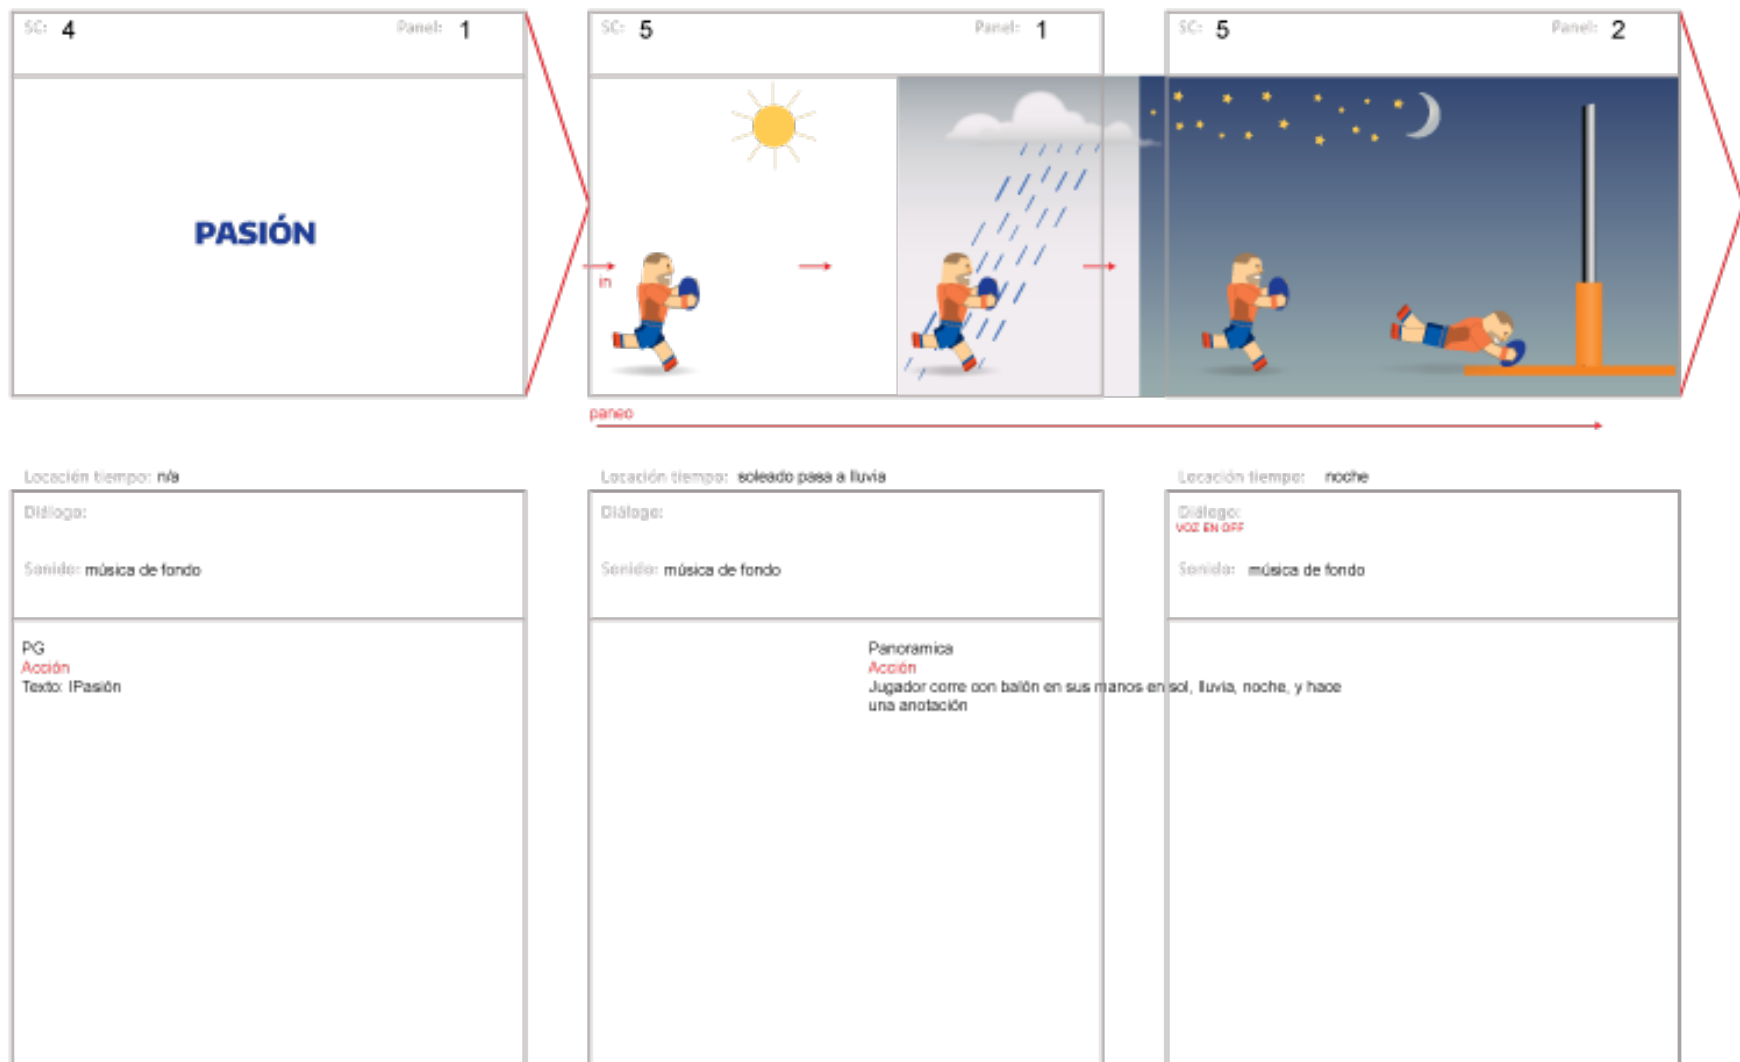 SC: 4 Panel: 1
PASIÓN
Locación tiempo: n/a
Diálogo:
Sonido: música de fondo
PG
Acción
Texto: IPasión
SC: 5 Panel: 1
in
paneo
Locación tiempo: soleado pasa a lluvia
Diálogo:
Sonido: música de fondo
Panoramica
Acción
Jugador corre con balón en sus manos en sol, lluvia, noche, y hace
una anotación
SC: 5 Panel: 2
Locación tiempo: noche
Diálogo:
VOZ EN OFF
Sonido: música de fondo